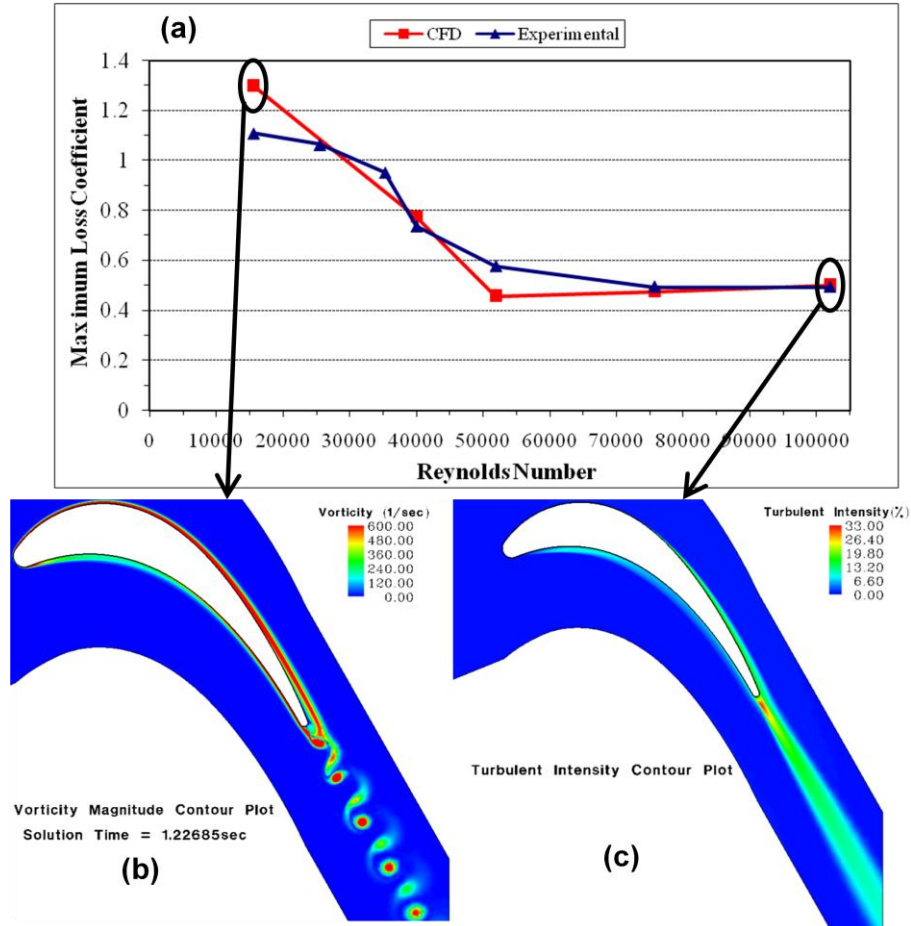 (a)
CFD Experimental
1.4
1.2
1
0.8
0.6
0.4
0.2
0
Maximum Loss Coefficient
0 10000 20000 30000 40000 50000 60000 70000 80000 90000 100000
Reynolds Number
Vorticity (1/sec)
600.00
480.00
360.00
240.00
120.00
0.00
Vorticity Magnitude Contour Plot
Solution Time = 1.22685sec
(b)
Turbulent Intensity(%)
33.00
26.40
19.80
13.20
6.60
0.00
Turbulent Intensity Contour Plot
(c)